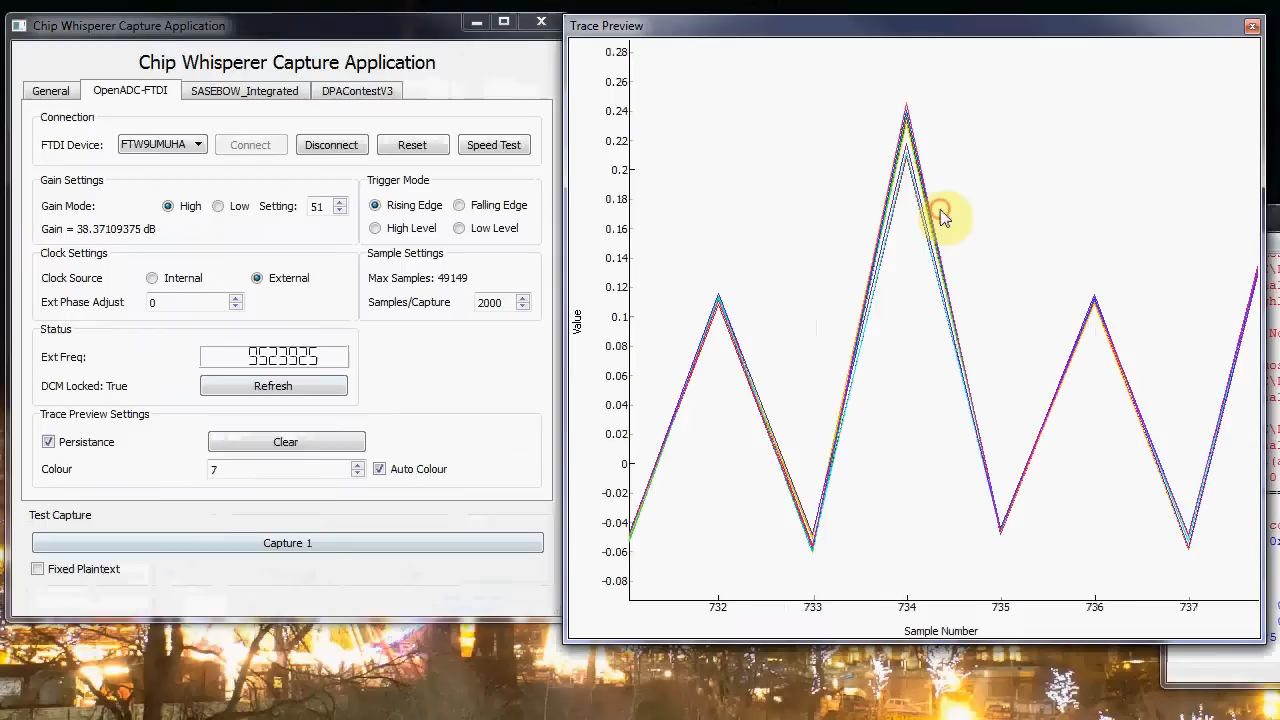 Chip Whisperer Capture Application
Chip Whisperer Capture Application
General OpenADC-FTDI SASEBOW_Integrated DPAContestV3
Connection
FTDI Device: FTW9UMUHA Connect Disconnect Reset Speed Test
Gain Settings
Gain Mode: High Low Setting: 51
Gain = 38.37109375 dB
Trigger Mode
Rising Edge Falling Edge
High Level Low Level
Clock Settings
Clock Source Internal External
Ext Phase Adjust 0
Sample Settings
Max Samples: 49149
Samples/Capture 2000
Status
Ext Freq: 9523925
DCM Locked: True Refresh
Trace Preview Settings
Persistance Clear
Colour 7 Auto Colour
Test Capture
Capture 1
Fixed Plaintext
Trace Preview
0.28
0.26
0.24
0.22
0.2
0.18
0.16
0.14
0.12
0.1
0.08
0.06
0.04
0.02
0
-0.02
-0.04
-0.06
-0.08
Value
732 733 734 735 736 737
Sample Number